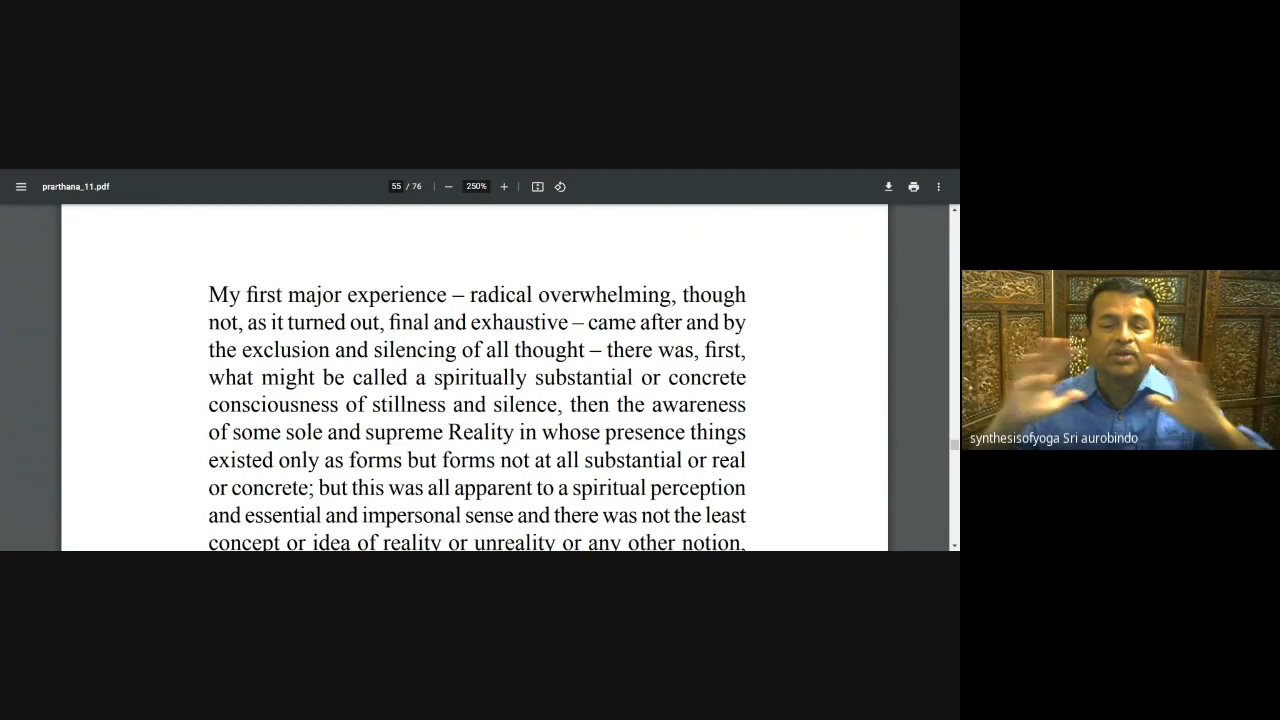 prarthana_11.pdf
55 / 76
250%
My first major experience – radical overwhelming, though
not, as it turned out, final and exhaustive – came after and by
the exclusion and silencing of all thought – there was, first,
what might be called a spiritually substantial or concrete
consciousness of stillness and silence, then the awareness
of some sole and supreme Reality in whose presence things
existed only as forms but forms not at all substantial or real
or concrete; but this was all apparent to a spiritual perception
and essential and impersonal sense and there was not the least
concept or idea of reality or unreality or any other notion,
synthesisofyoga Sri aurobindo